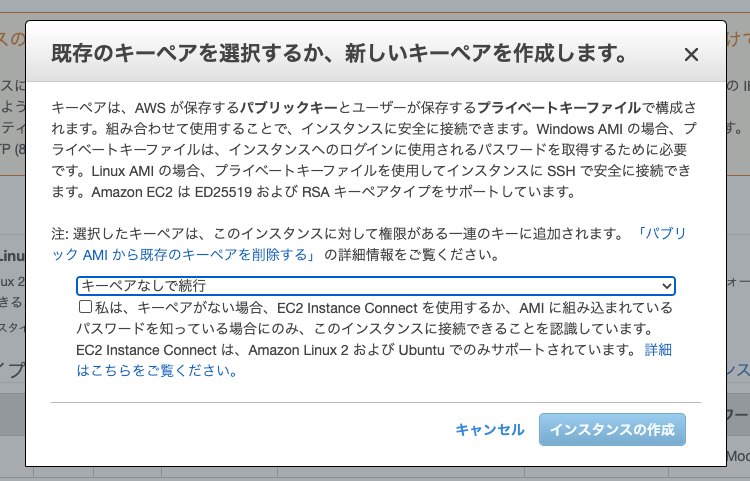 既存のキーペアを選択するか、新しいキーペアを作成します。
キーペアは、AWS が保存するパブリックキーとユーザーが保存するプライベートキーファイルで構成さ
れます。組み合わせて使用することで、インスタンスに安全に接続できます。Windows AMI の場合、プ
ライベートキーファイルは、インスタンスへのログインに使用されるパスワードを取得するために必要
です。Linux AMI の場合、プライベートキーファイルを使用してインスタンスに SSH で安全に接続でき
ます。Amazon EC2 は ED25519 および RSA キーペアタイプをサポートしています。
注: 選択したキーペアは、このインスタンスに対して権限がある一連のキーに追加されます。 「パブリ
ック AMI から既存のキーペアを削除する」 の詳細情報をご覧ください。
キーペアなしで続行
私は、キーペアがない場合、EC2 Instance Connect を使用するか、AMI に組み込まれている
パスワードを知っている場合にのみ、このインスタンスに接続できることを認識しています。
EC2 Instance Connect は、Amazon Linux 2 および Ubuntu でのみサポートされています。 詳細
はこちらをご覧ください。
キャンセル
インスタンスの作成